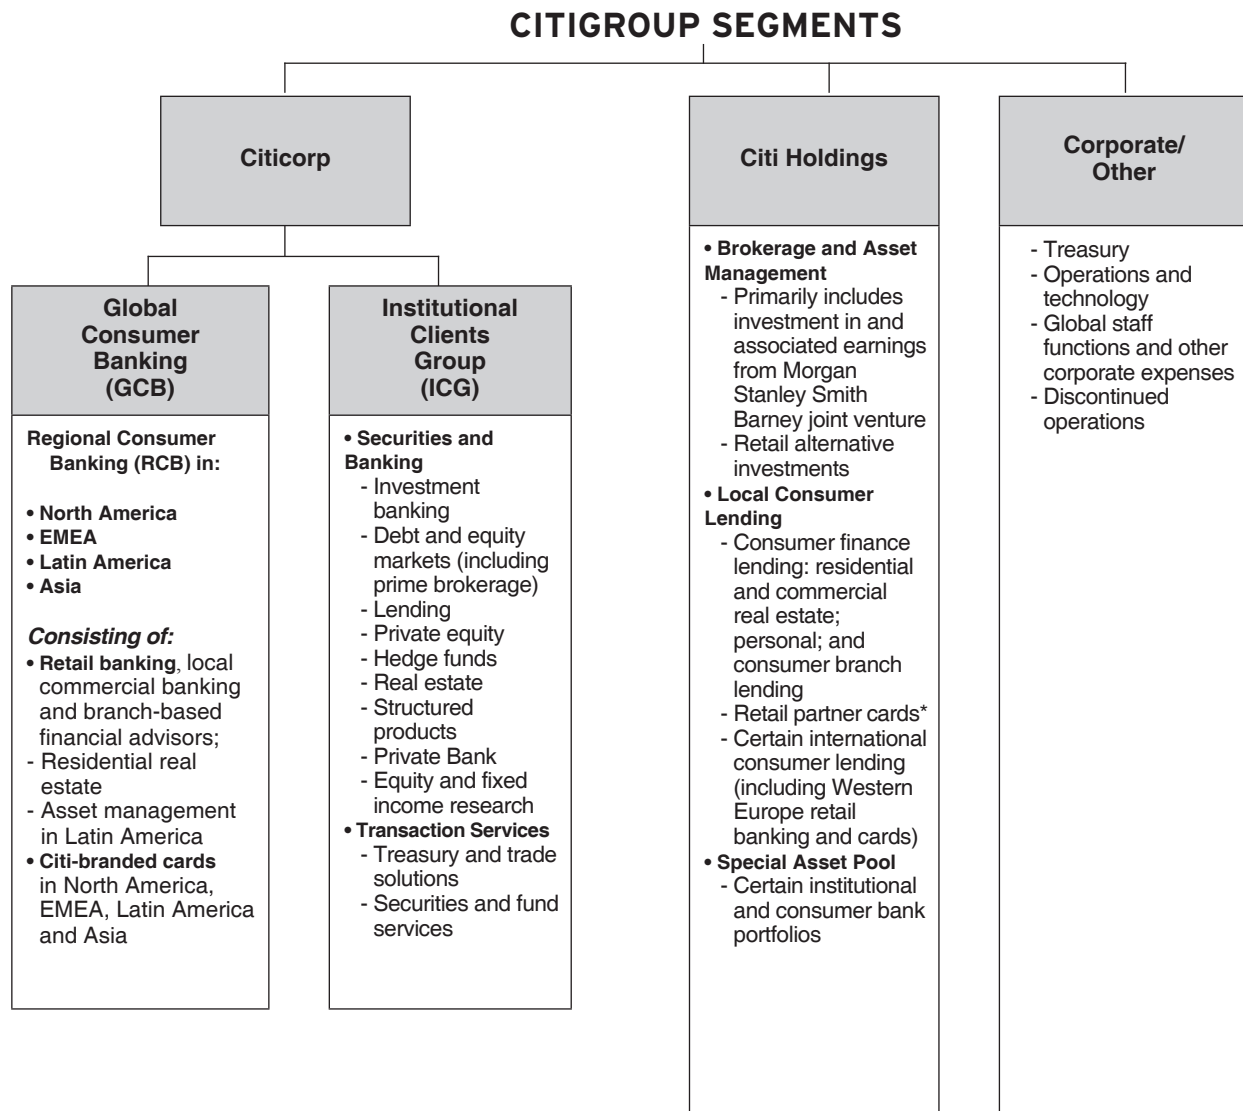 CITIGROUP SEGMENTS
Citicorp
Global
Consumer
Banking
(GCB)
Regional Consumer
Banking (RCB) in:
• North America
• EMEA
• Latin America
• Asia
Consisting of:
• Retail banking, local
commercial banking
and branch-based
financial advisors;
- Residential real
estate
- Asset management
in Latin America
• Citi-branded cards
in North America,
EMEA, Latin America
and Asia
Institutional
Clients
Group
(ICG)
• Securities and
Banking
- Investment
banking
- Debt and equity
markets (including
prime brokerage)
- Lending
- Private equity
- Hedge funds
- Real estate
- Structured
products
- Private Bank
- Equity and fixed
income research
• Transaction Services
- Treasury and trade
solutions
- Securities and fund
services
Citi Holdings
• Brokerage and Asset
Management
- Primarily includes
investment in and
associated earnings
from Morgan
Stanley Smith
Barney joint venture
- Retail alternative
investments
• Local Consumer
Lending
- Consumer finance
lending: residential
and commercial
real estate;
personal; and
consumer branch
lending
- Retail partner cards*
- Certain international
consumer lending
(including Western
Europe retail
banking and cards)
• Special Asset Pool
- Certain institutional
and consumer bank
portfolios
Corporate/
Other
- Treasury
- Operations and
technology
- Global staff
functions and other
corporate expenses
- Discontinued
operations